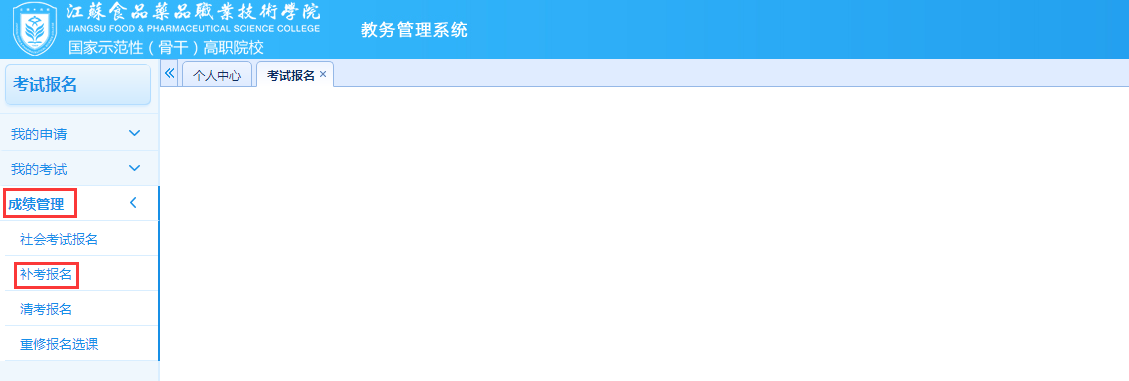 江蘇食品藥品職業技術學院
JIANGSU FOOD & PHARMACEUTICAL SCIENCE COLLEGE
国家示范性（骨干）高职院校
教务管理系统
考试报名
个人中心
考试报名
我的申请
我的考试
成绩管理
社会考试报名
补考报名
清考报名
重修报名选课